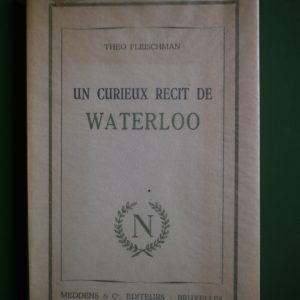 THEO FLEISCHMAN
UN CURIEUX RECIT DE
WATERLOO
N
MEDDENS & Cᵒ, EDITEURS - BRUXELLES